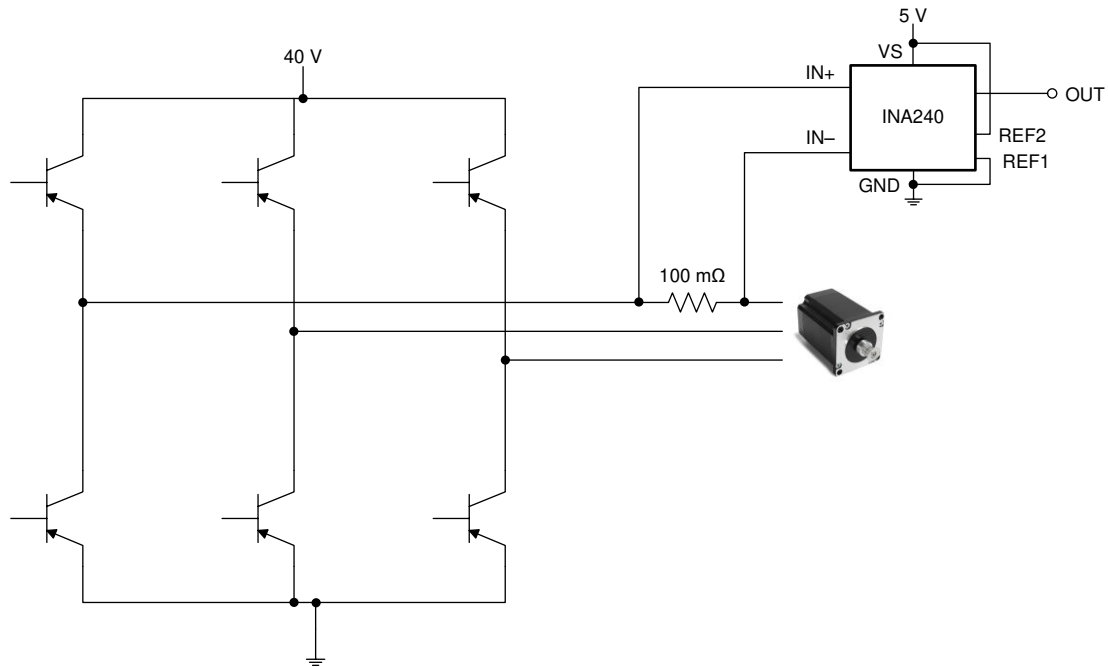 5 V
40 V
VS
IN+
OUT
INA240
IN–
REF2
REF1
GND
100 mΩ